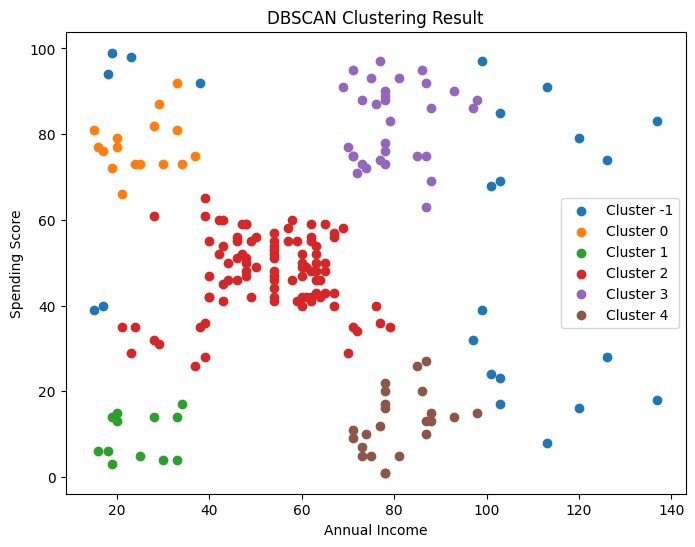 DBSCAN Clustering Result
Spending Score
100
80
60
40
20
0
Cluster -1
Cluster 0
Cluster 1
Cluster 2
Cluster 3
Cluster 4
20 40 60 80 100 120 140
Annual Income